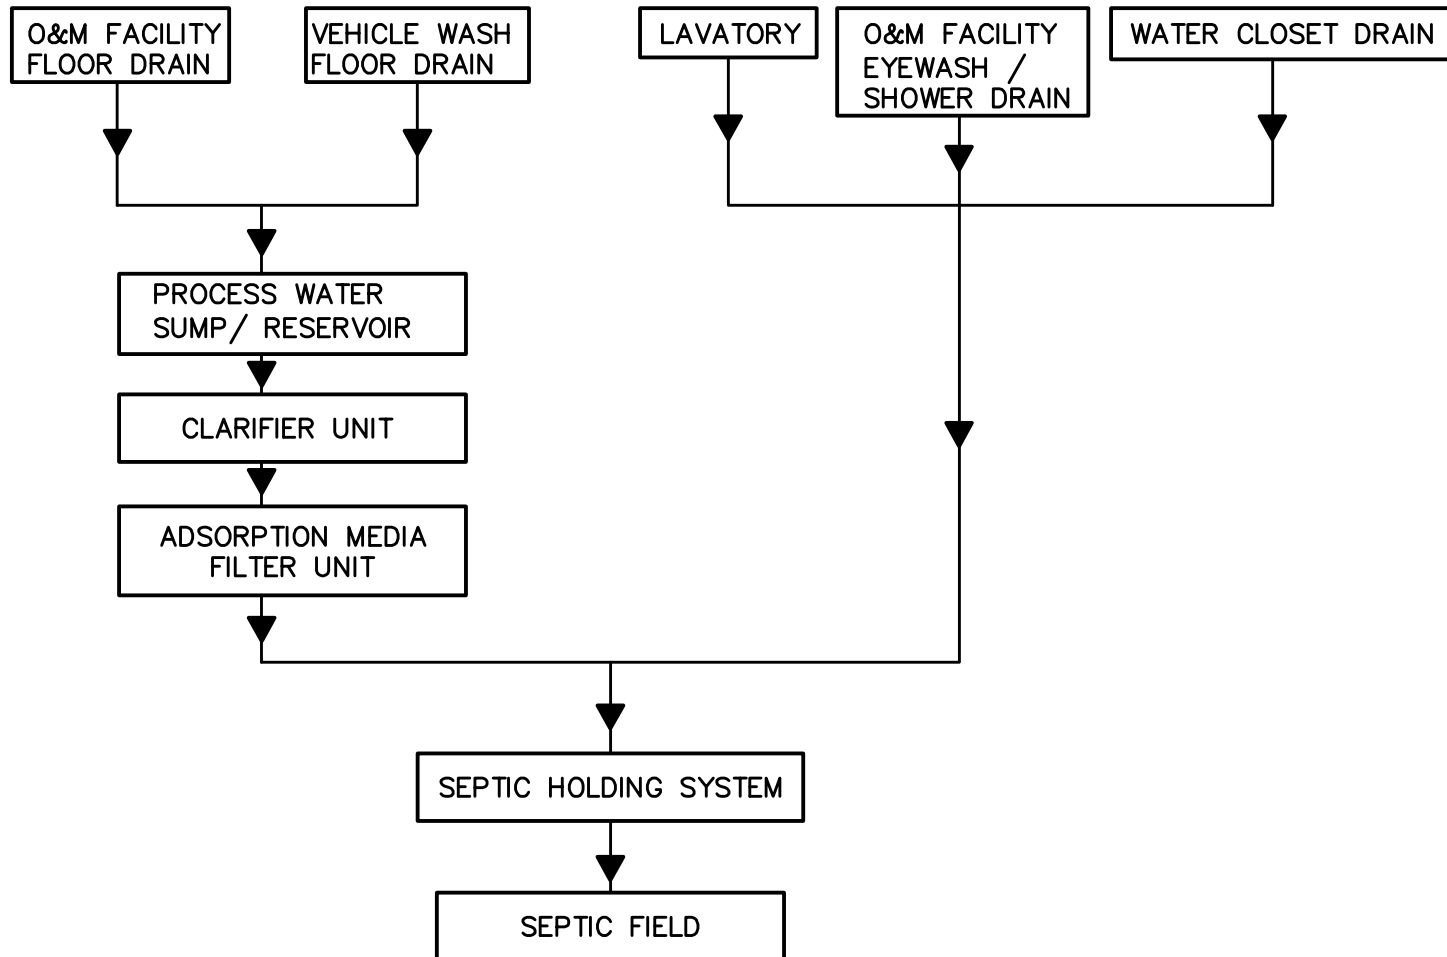 O&M FACILITY
FLOOR DRAIN
VEHICLE WASH
FLOOR DRAIN
LAVATORY
O&M FACILITY
EYEWASH /
SHOWER DRAIN
WATER CLOSET DRAIN
PROCESS WATER
SUMP/ RESERVOIR
CLARIFIER UNIT
ADSORPTION MEDIA
FILTER UNIT
SEPTIC HOLDING SYSTEM
SEPTIC FIELD